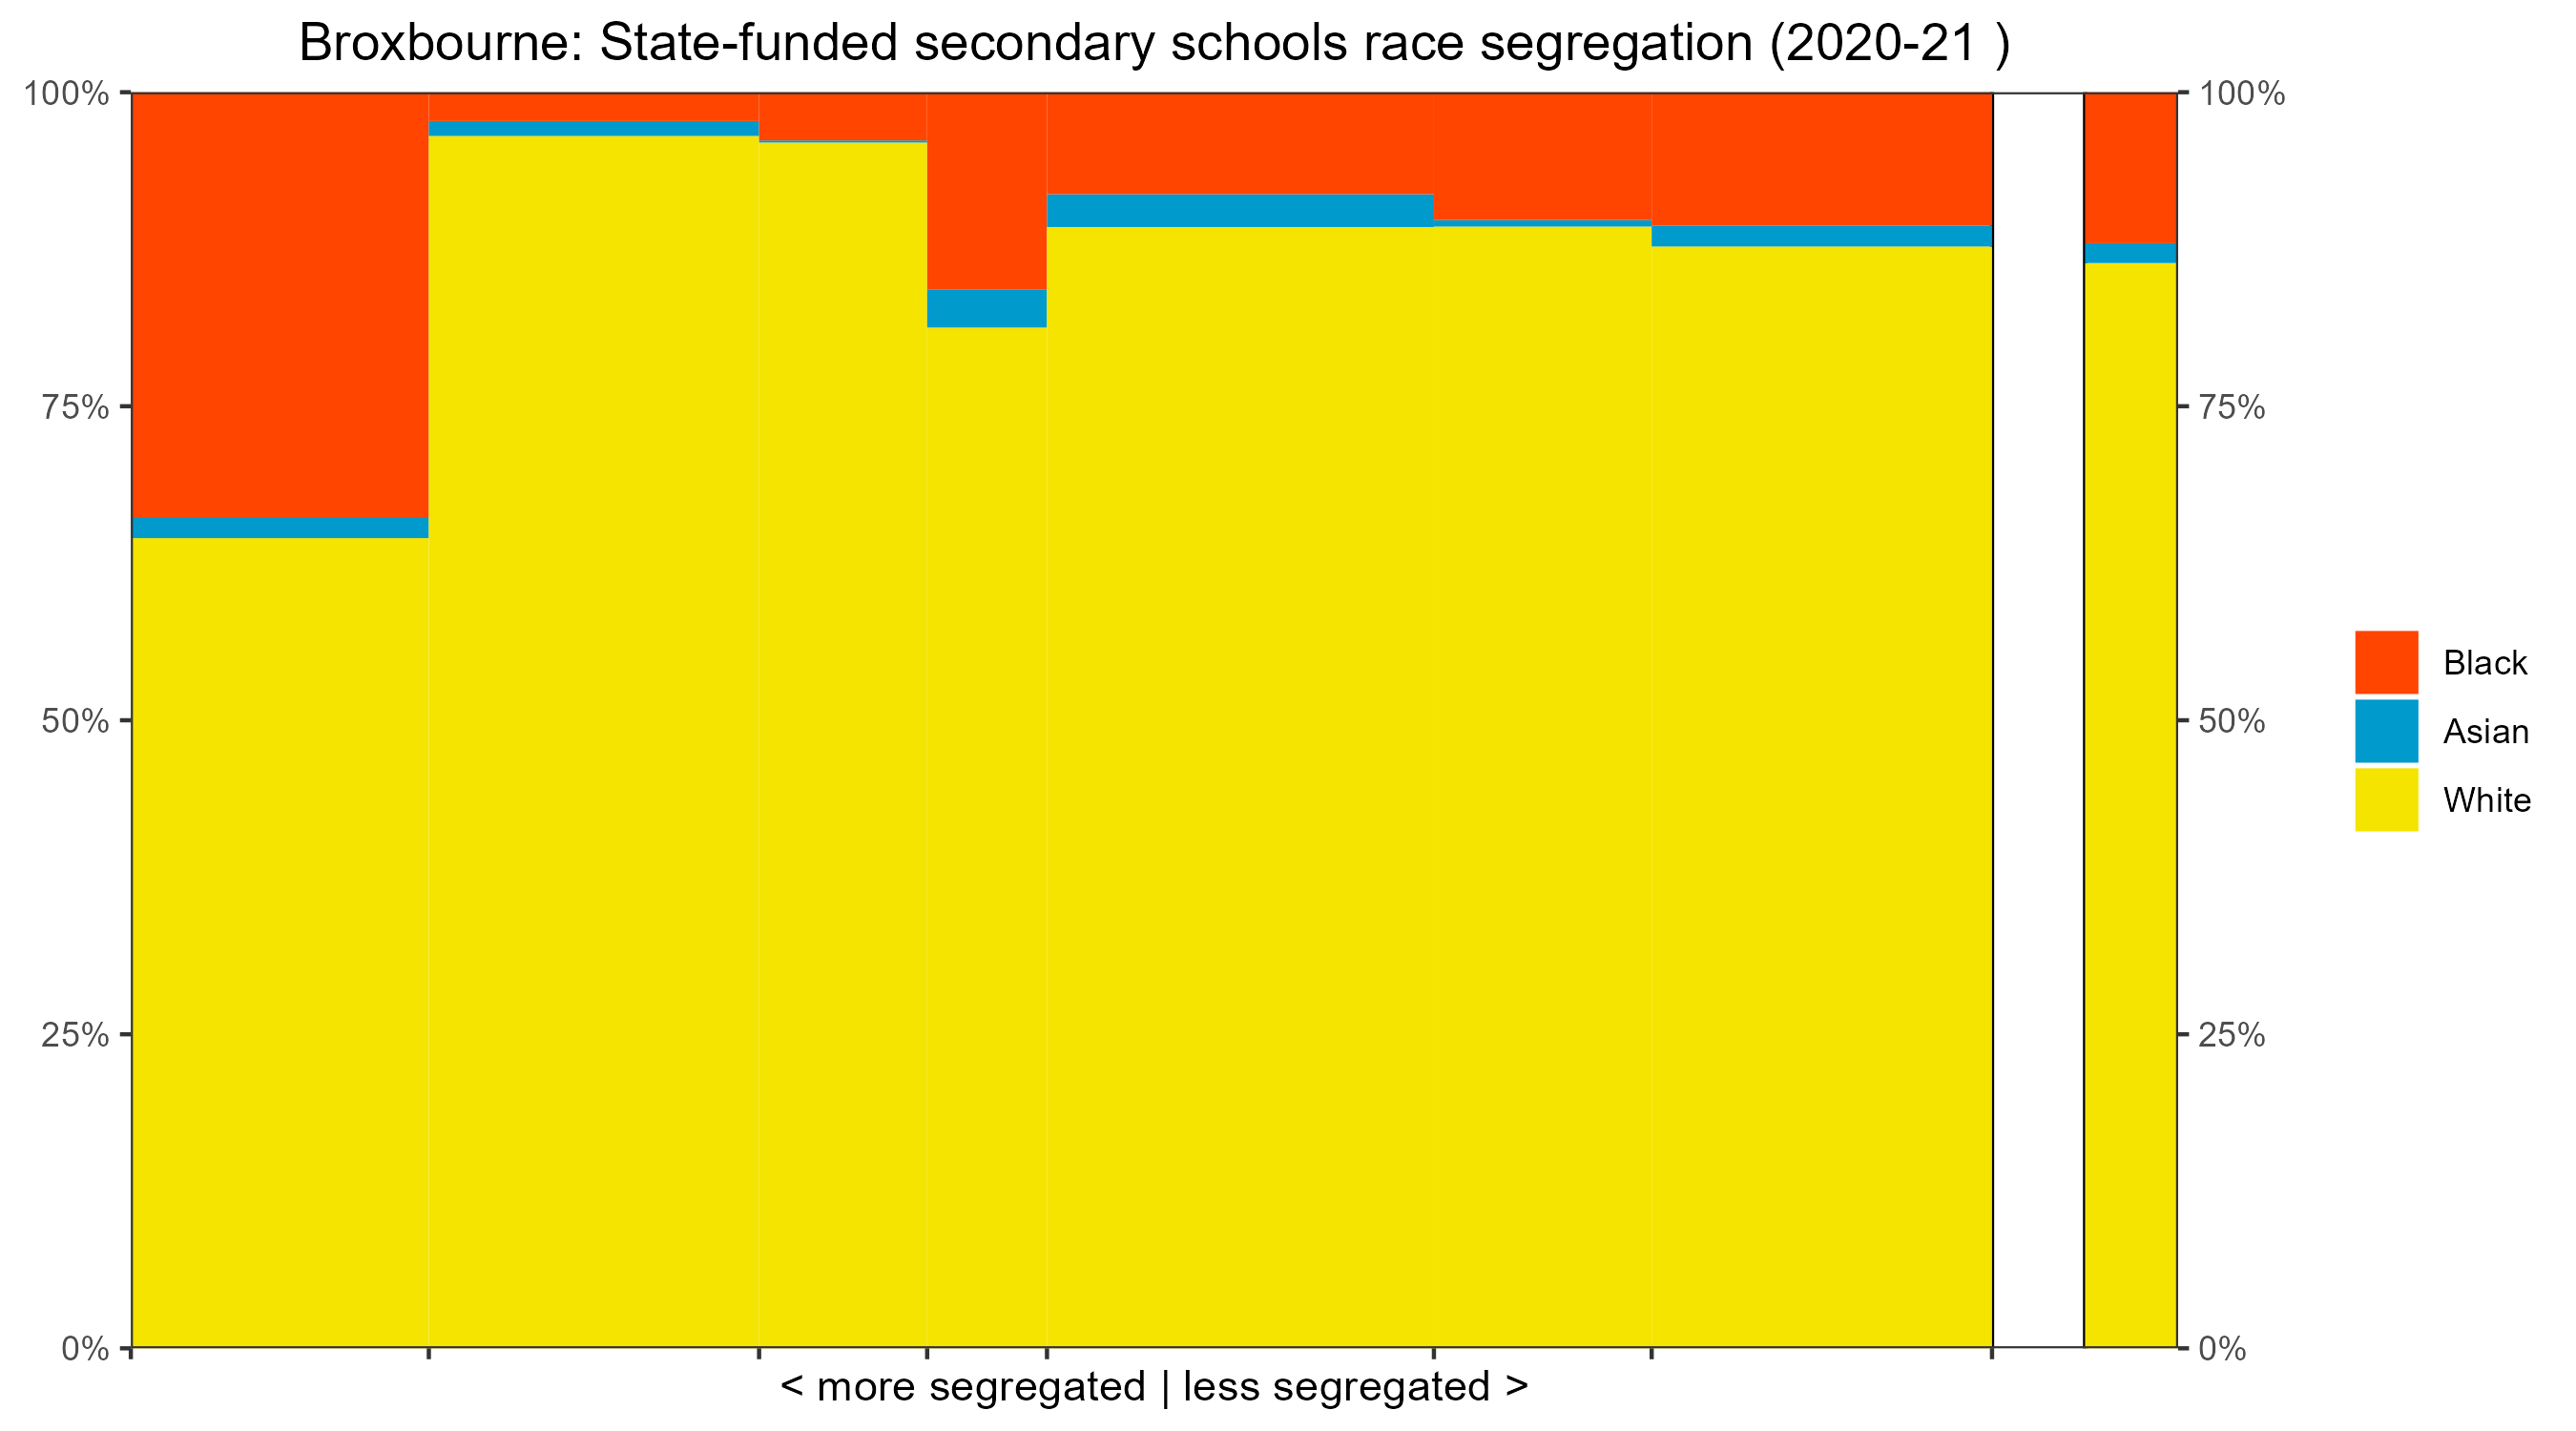 Broxbourne: State-funded secondary schools race segregation (2020-21 )
100%
75%
50%
25%
0%
100%
75%
50%
25%
0%
Black
Asian
White
< more segregated | less segregated >